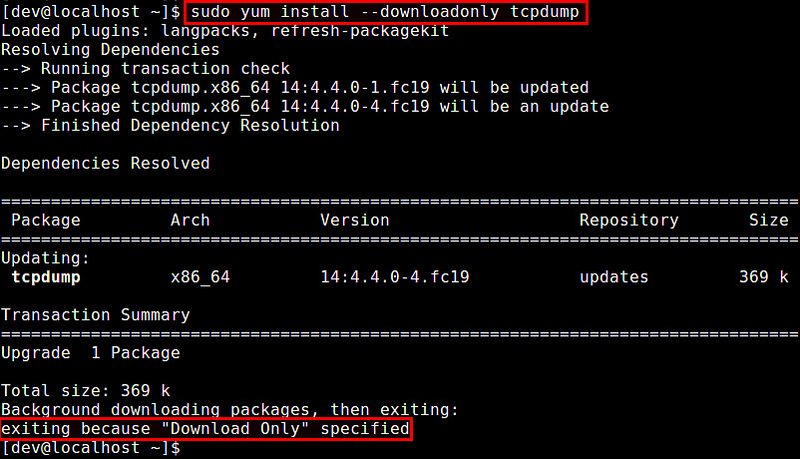 [dev@localhost ~]$ sudo yum install --downloadonly tcpdump
Loaded plugins: langpacks, refresh-packagekit
Resolving Dependencies
--> Running transaction check
---> Package tcpdump.x86_64 14:4.4.0-1.fc19 will be updated
---> Package tcpdump.x86_64 14:4.4.0-4.fc19 will be an update
--> Finished Dependency Resolution

Dependencies Resolved

================================================================================
 Package         Arch         Version                   Repository       Size
================================================================================
Updating:
 tcpdump         x86_64         14:4.4.0-4.fc19           updates         369 k

Transaction Summary
================================================================================
Upgrade  1 Package

Total size: 369 k
Background downloading packages, then exiting:
exiting because "Download Only" specified
[dev@localhost ~]$